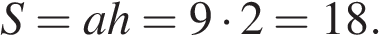 S = ah = 9 · 2 = 18.